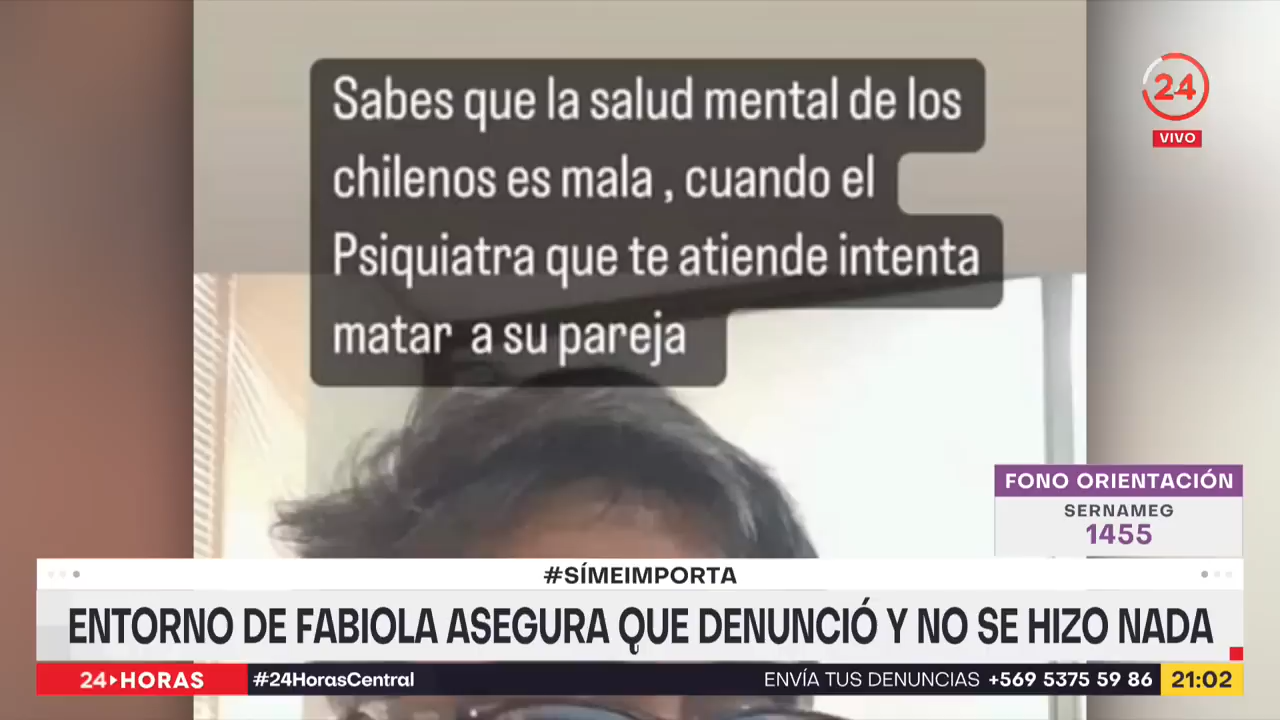 Sabes que la salud mental de los
chilenos es mala , cuando el
Psiquiatra que te atiende intenta
matar a su pareja
24
VIVO
FONO ORIENTACIÓN
SERNAMEG
1455
#SÍMEIMPORTA
ENTORNO DE FABIOLA ASEGURA QUE DENUNCIÓ Y NO SE HIZO NADA
24 HORAS
#24HorasCentral
ENVÍA TUS DENUNCIAS +569 5375 59 86
21:02